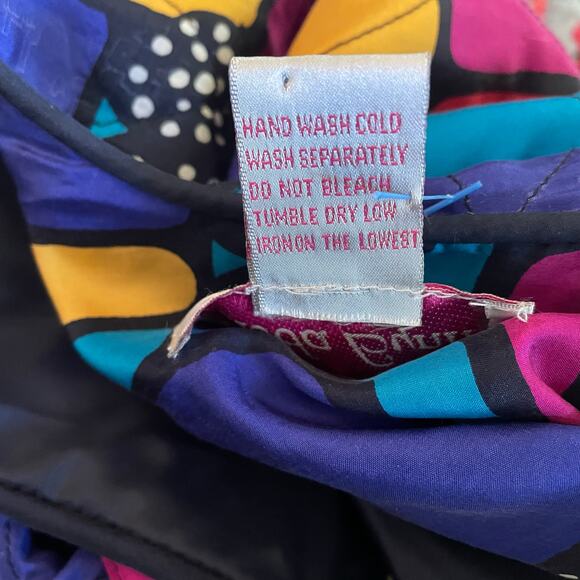 HAND WASH COLD
WASH SEPARATELY
DO NOT BLEACH
TUMBLE DRY LOW
IRON ON THE LOWEST